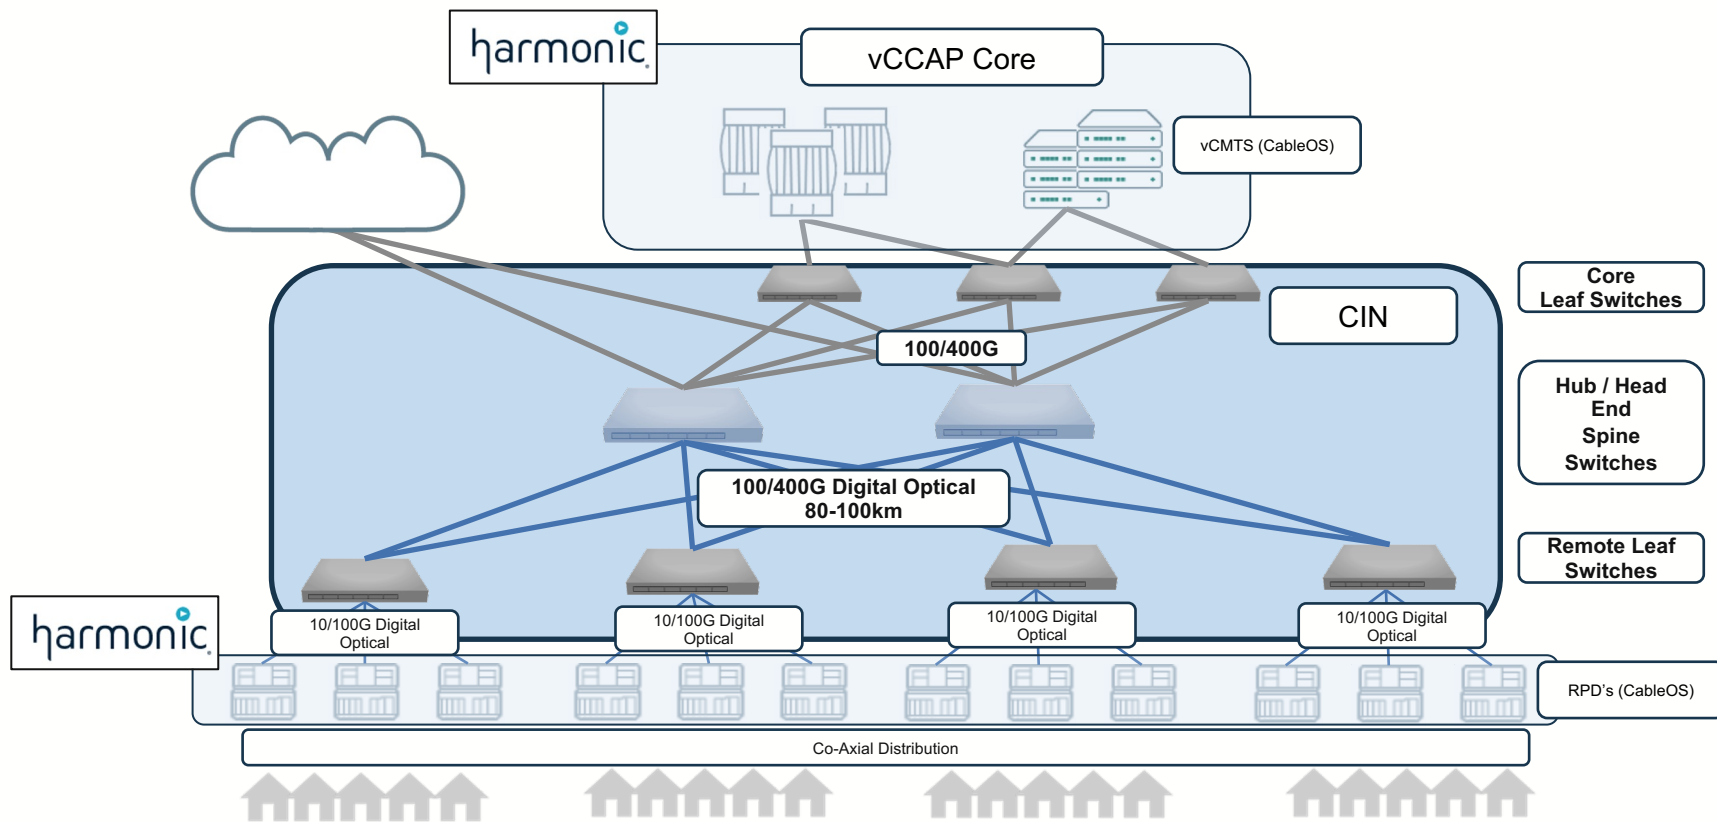 harmonic
vCCAP Core
vCMTS (CableOS)
Core
Leaf Switches
CIN
100/400G
Hub / Head
End
Spine
Switches
100/400G Digital Optical
80-100km
Remote Leaf
Switches
harmonic
10/100G Digital
Optical
10/100G Digital
Optical
10/100G Digital
Optical
10/100G Digital
Optical
RPD's (CableOS)
Co-Axial Distribution